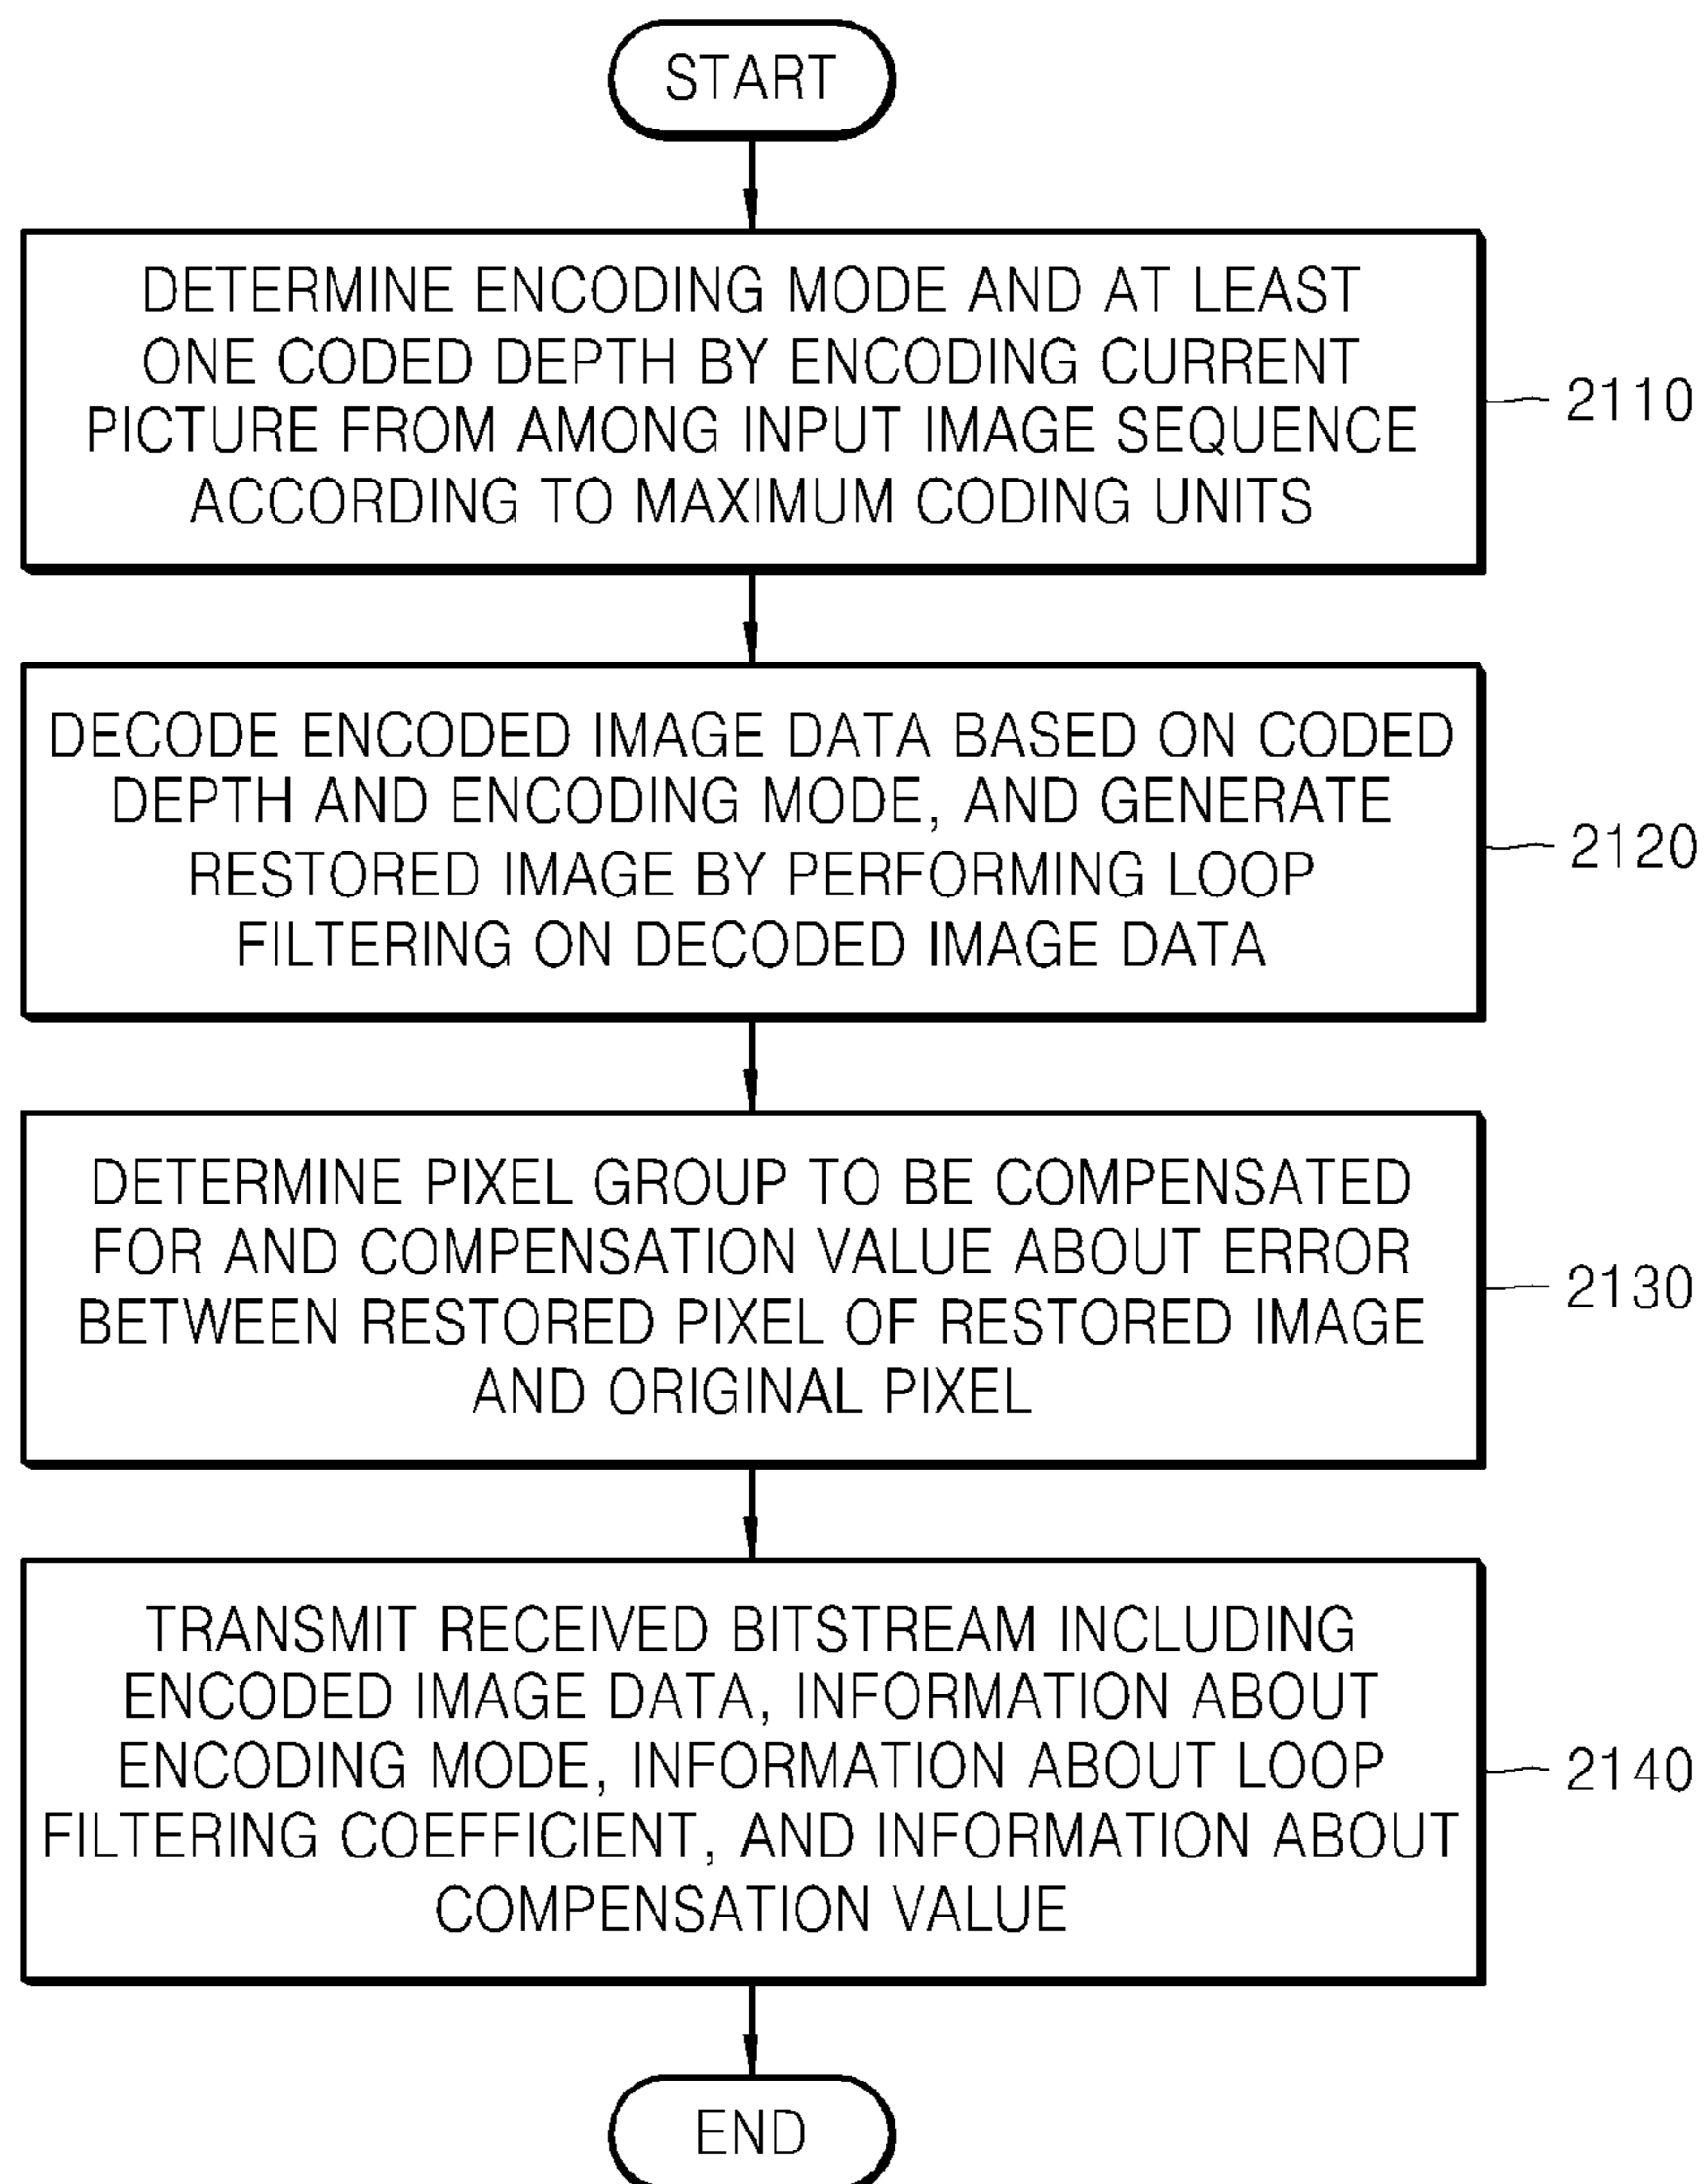 START
DETERMINE ENCODING MODE AND AT LEAST
ONE CODED DEPTH BY ENCODING CURRENT
PICTURE FROM AMONG INPUT IMAGE SEQUENCE
ACCORDING TO MAXIMUM CODING UNITS
2110
DECODE ENCODED IMAGE DATA BASED ON CODED
DEPTH AND ENCODING MODE, AND GENERATE
RESTORED IMAGE BY PERFORMING LOOP
FILTERING ON DECODED IMAGE DATA
2120
DETERMINE PIXEL GROUP TO BE COMPENSATED
FOR AND COMPENSATION VALUE ABOUT ERROR
BETWEEN RESTORED PIXEL OF RESTORED IMAGE
AND ORIGINAL PIXEL
2130
TRANSMIT RECEIVED BITSTREAM INCLUDING
ENCODED IMAGE DATA, INFORMATION ABOUT
ENCODING MODE, INFORMATION ABOUT LOOP
FILTERING COEFFICIENT, AND INFORMATION ABOUT
COMPENSATION VALUE
2140
END